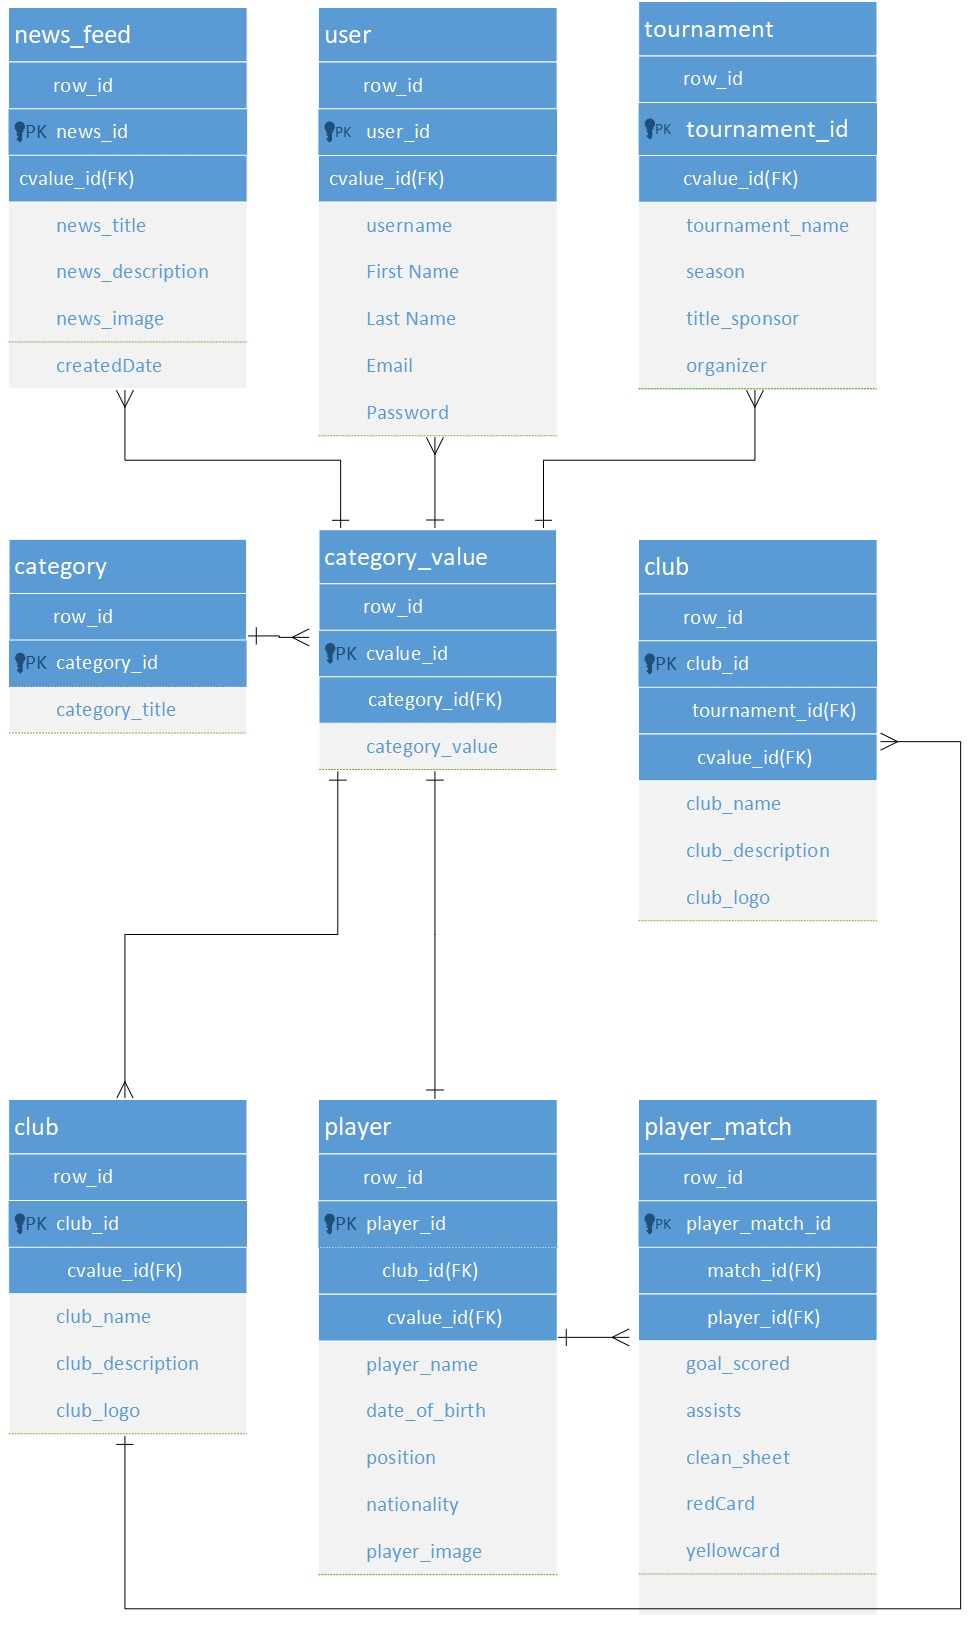 news_feed
row_id
PK news_id
cvalue_id(FK)
news_title
news_description
news_image
createdDate
user
row_id
PK user_id
cvalue_id(FK)
username
First Name
Last Name
Email
Password
tournament
row_id
PK tournament_id
cvalue_id(FK)
tournament_name
season
title_sponsor
organizer
category
row_id
PK category_id
category_title
category_value
row_id
PK cvalue_id
category_id(FK)
category_value
club
row_id
PK club_id
tournament_id(FK)
cvalue_id(FK)
club_name
club_description
club_logo
club
row_id
PK club_id
cvalue_id(FK)
club_name
club_description
club_logo
player
row_id
PK player_id
club_id(FK)
cvalue_id(FK)
player_name
date_of_birth
position
nationality
player_image
player_match
row_id
PK player_match_id
match_id(FK)
player_id(FK)
goal_scored
assists
clean_sheet
redCard
yellowcard